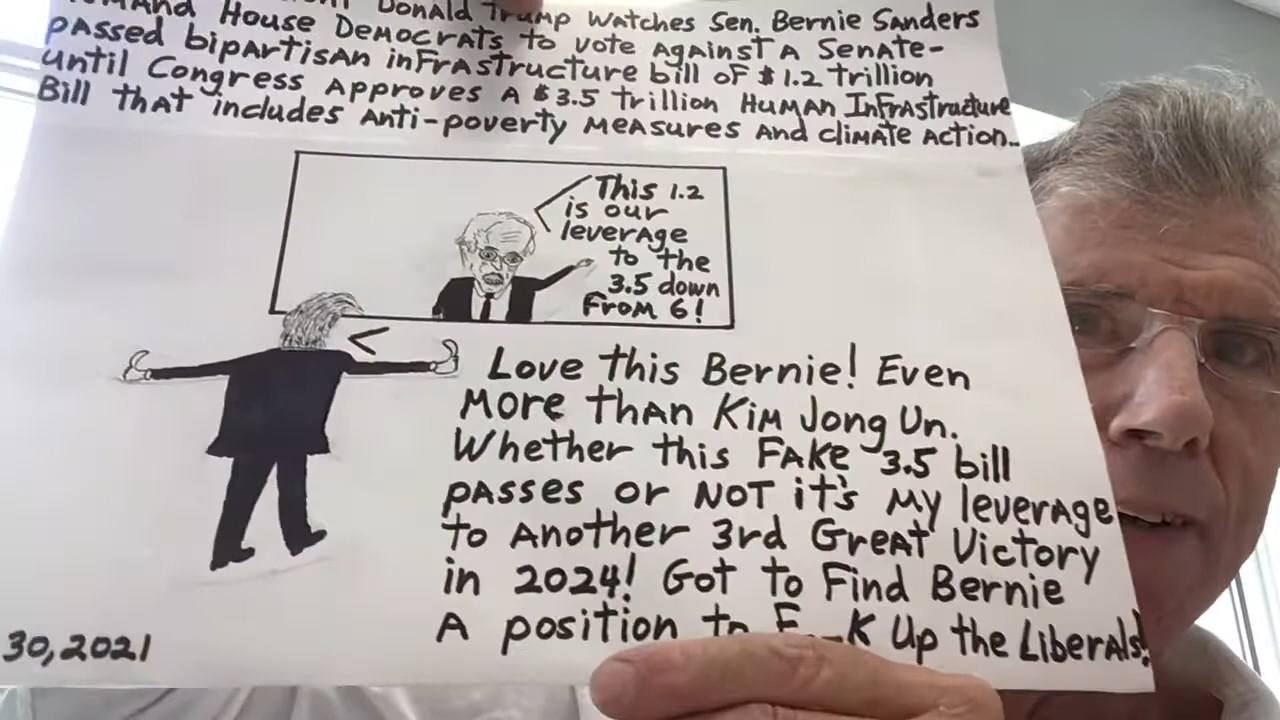 Donald Trump Watches Sen. Bernie Sanders
House Democrats to vote against a Senate-
passed bipartisan infrastructure bill of $1.2 trillion
until Congress approves a $3.5 trillion Human Infrastructure
Bill that includes anti-poverty measures and climate action..
This 1.2
is our
leverage
to the
3.5 down
from 6!
Love this Bernie! Even
more than Kim Jong Un.
Whether this Fake 3.5 bill
passes or NOT it's my leverage
to another 3rd Great Victory
in 2024! Got to Find Bernie
A position to F...K Up the Liberals!
30,2021